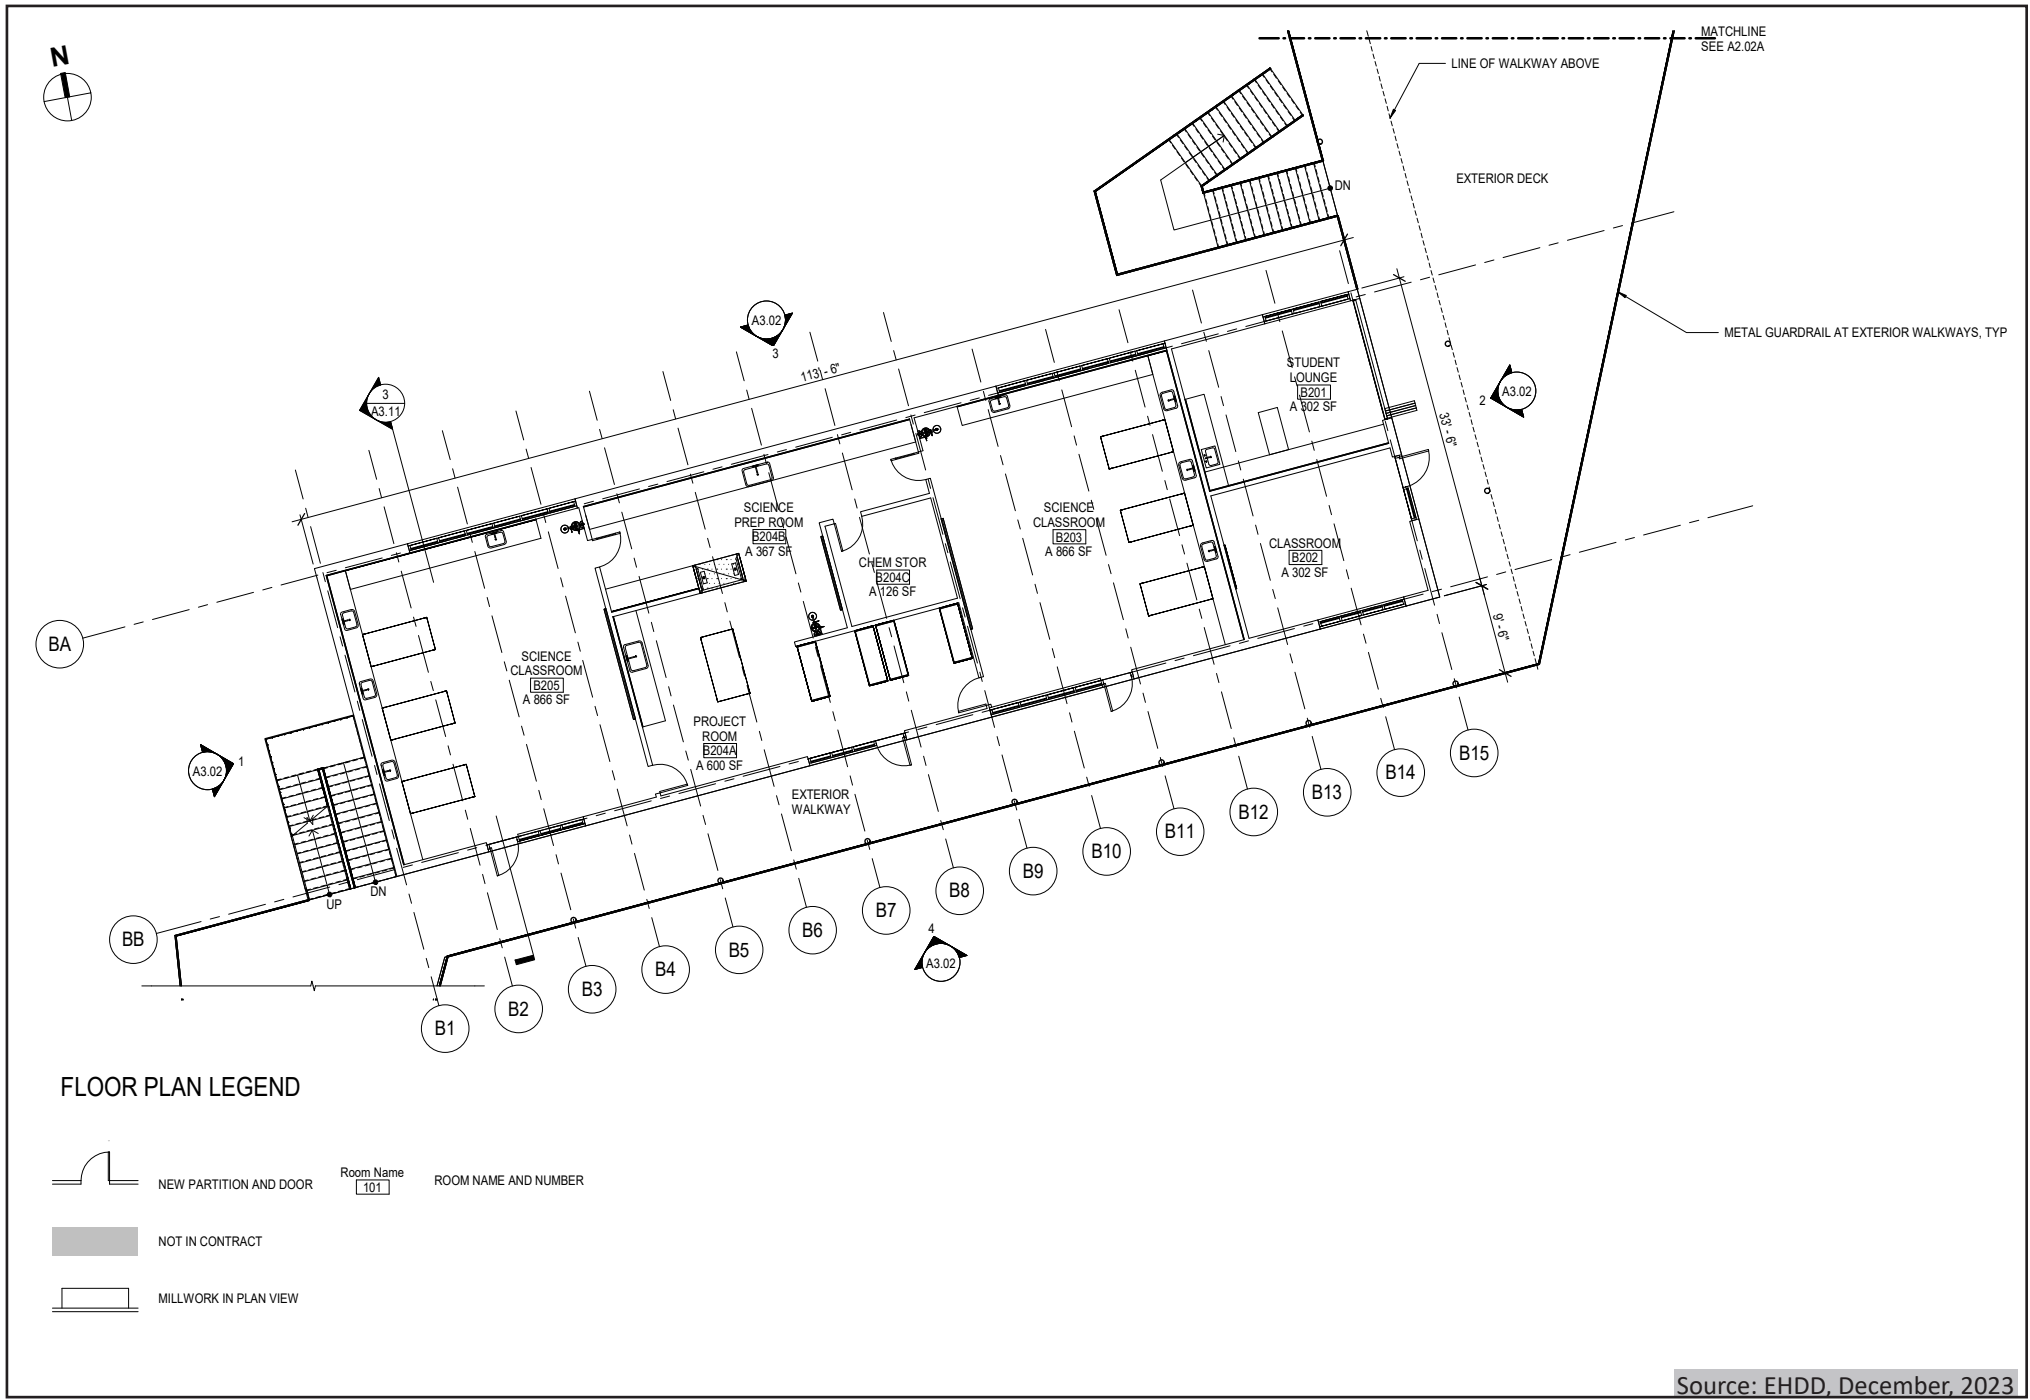 N
MATCHLINE
SEE A2.02A
LINE OF WALKWAY ABOVE
EXTERIOR DECK
DN
METAL GUARDRAIL AT EXTERIOR WALKWAYS, TYP
A3.02
3
113' - 6"
3
A3.11
STUDENT
LOUNGE
B201
A 302 SF
33' - 6"
2
A3.02
SCIENCE
PREP ROOM
B204B
A 367 SF
SCIENCE
CLASSROOM
B203
A 866 SF
CHEM STOR
B204C
A 126 SF
CLASSROOM
B202
A 302 SF
9' - 6"
BA
SCIENCE
CLASSROOM
B205
A 866 SF
PROJECT
ROOM
B204A
A 600 SF
A3.02
1
EXTERIOR
WALKWAY
UP
DN
BB
4
A3.02
B1
B2
B3
B4
B5
B6
B7
B8
B9
B10
B11
B12
B13
B14
B15
FLOOR PLAN LEGEND
NEW PARTITION AND DOOR
Room Name
101
ROOM NAME AND NUMBER
NOT IN CONTRACT
MILLWORK IN PLAN VIEW
Source: EHDD, December, 2023